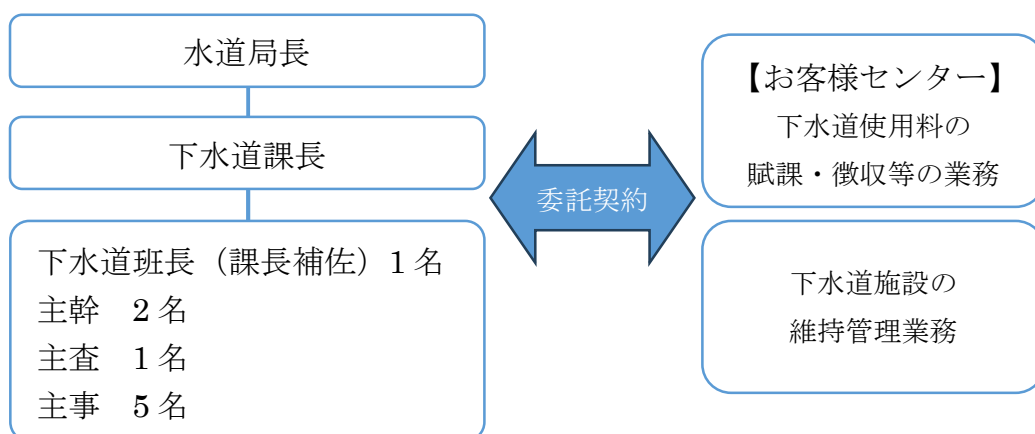 水道局長
下水道課長
下水道班長（課長補佐）1名
主幹　2名
主査　1名
主事　5名
委託契約
【お客様センター】
下水道使用料の
賦課・徴収等の業務
下水道施設の
維持管理業務